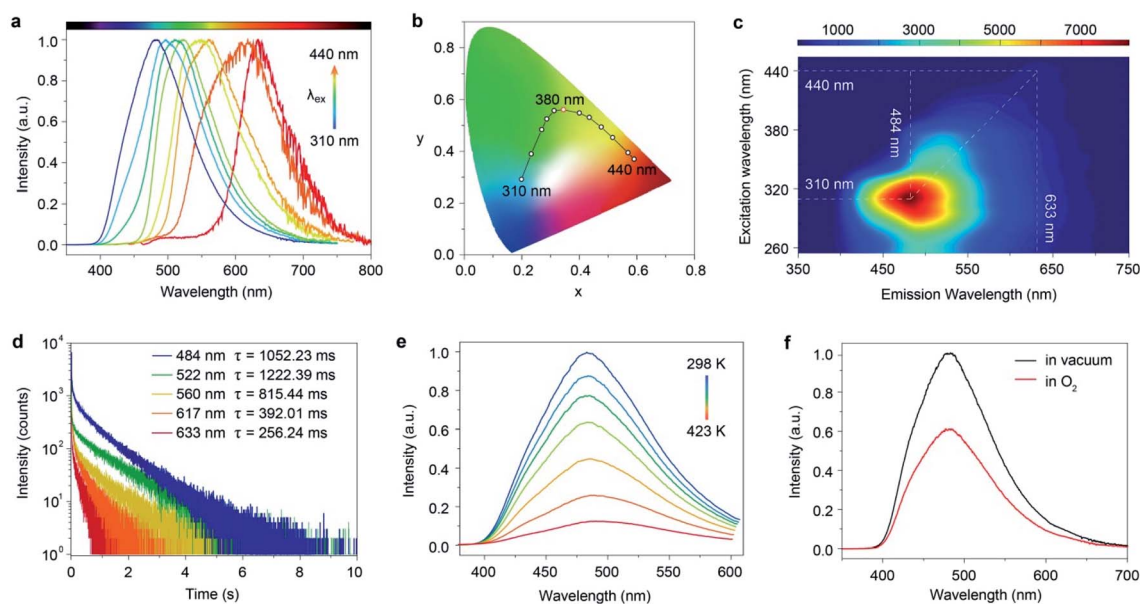 a
1.0
0.8
0.6
0.4
0.2
0.0
Intensity (a.u.)
440 nm
λex
310 nm
400 500 600 700 800
Wavelength (nm)
b
0.8
0.6
0.4
0.2
0.0
y
380 nm
310 nm
440 nm
0.0 0.2 0.4 0.6 0.8
x
c
1000 3000 5000 7000
440
380
320
260
Excitation wavelength (nm)
440 nm
484 nm
310 nm
633 nm
350 450 550 650 750
Emission Wavelength (nm)
d
10⁴
10³
10²
10¹
10⁰
Intensity (counts)
484 nm τ = 1052.23 ms
522 nm τ = 1222.39 ms
560 nm τ = 815.44 ms
617 nm τ = 392.01 ms
633 nm τ = 256.24 ms
0 2 4 6 8 10
Time (s)
e
1.0
0.8
0.6
0.4
0.2
0.0
Intensity (a.u.)
298 K
423 K
400 450 500 550 600
Wavelength (nm)
f
1.0
0.8
0.6
0.4
0.2
0.0
Intensity (a.u.)
in vacuum
in O₂
400 500 600 700
Wavelength (nm)